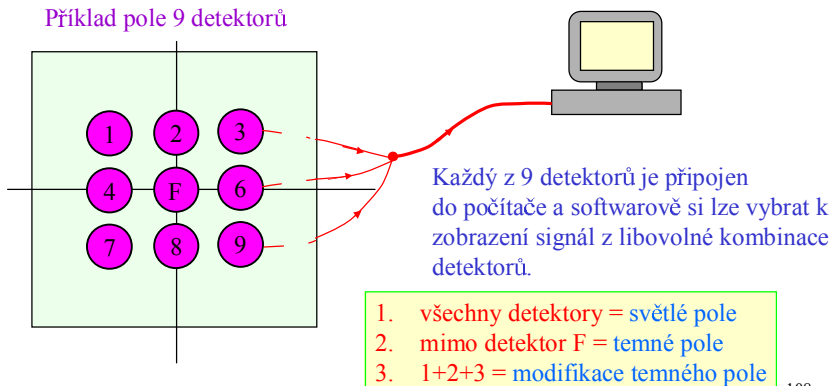 Příklad pole 9 detektorů
1 2 3
4 F 6
7 8 9
Každý z 9 detektorů je připojen
do počítače a softwarově si lze vybrat k
zobrazení signál z libovolné kombinace
detektorů.
1. všechny detektory = světlé pole
2. mimo detektor F = temné pole
3. 1+2+3 = modifikace temného pole